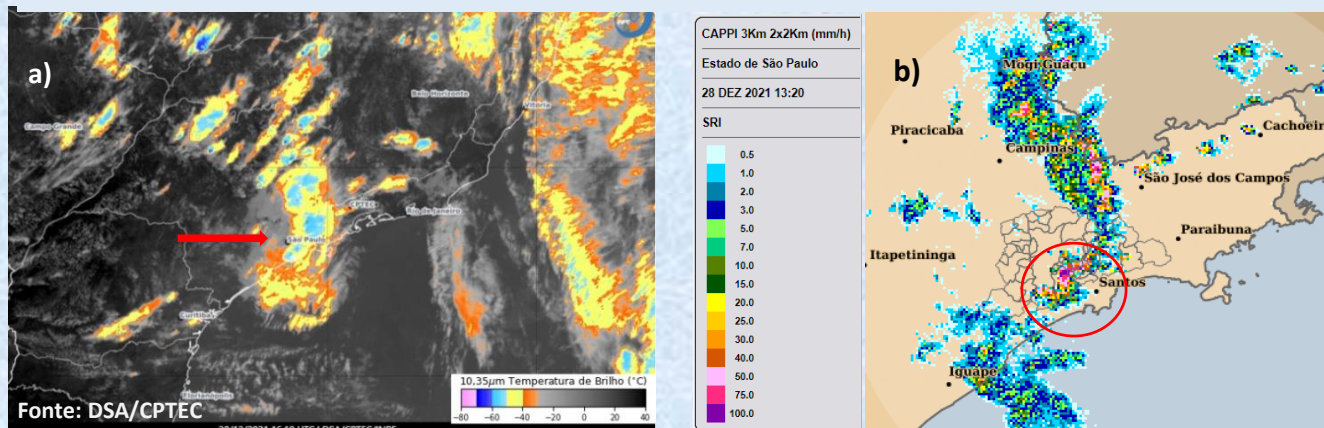 a)
Belo Horizonte
Vitória
Campo Grande
CPTEC
Rio de Janeiro
São Paulo
Curitiba
Florianópolis
10,35µm Temperatura de Brilho (°C)
-80 -60 -40 -20 0 20 40
Fonte: DSA/CPTEC
CAPPI 3Km 2x2Km (mm/h)
Estado de São Paulo
28 DEZ 2021 13:20
SRI
0.5
1.0
2.0
3.0
5.0
7.0
10.0
15.0
20.0
25.0
30.0
40.0
50.0
75.0
100.0
b)
Mogi Guaçu
Piracicaba
Cachoeir
Campinas
São José dos Campos
Paraibuna
Itapetininga
Santos
Iguape